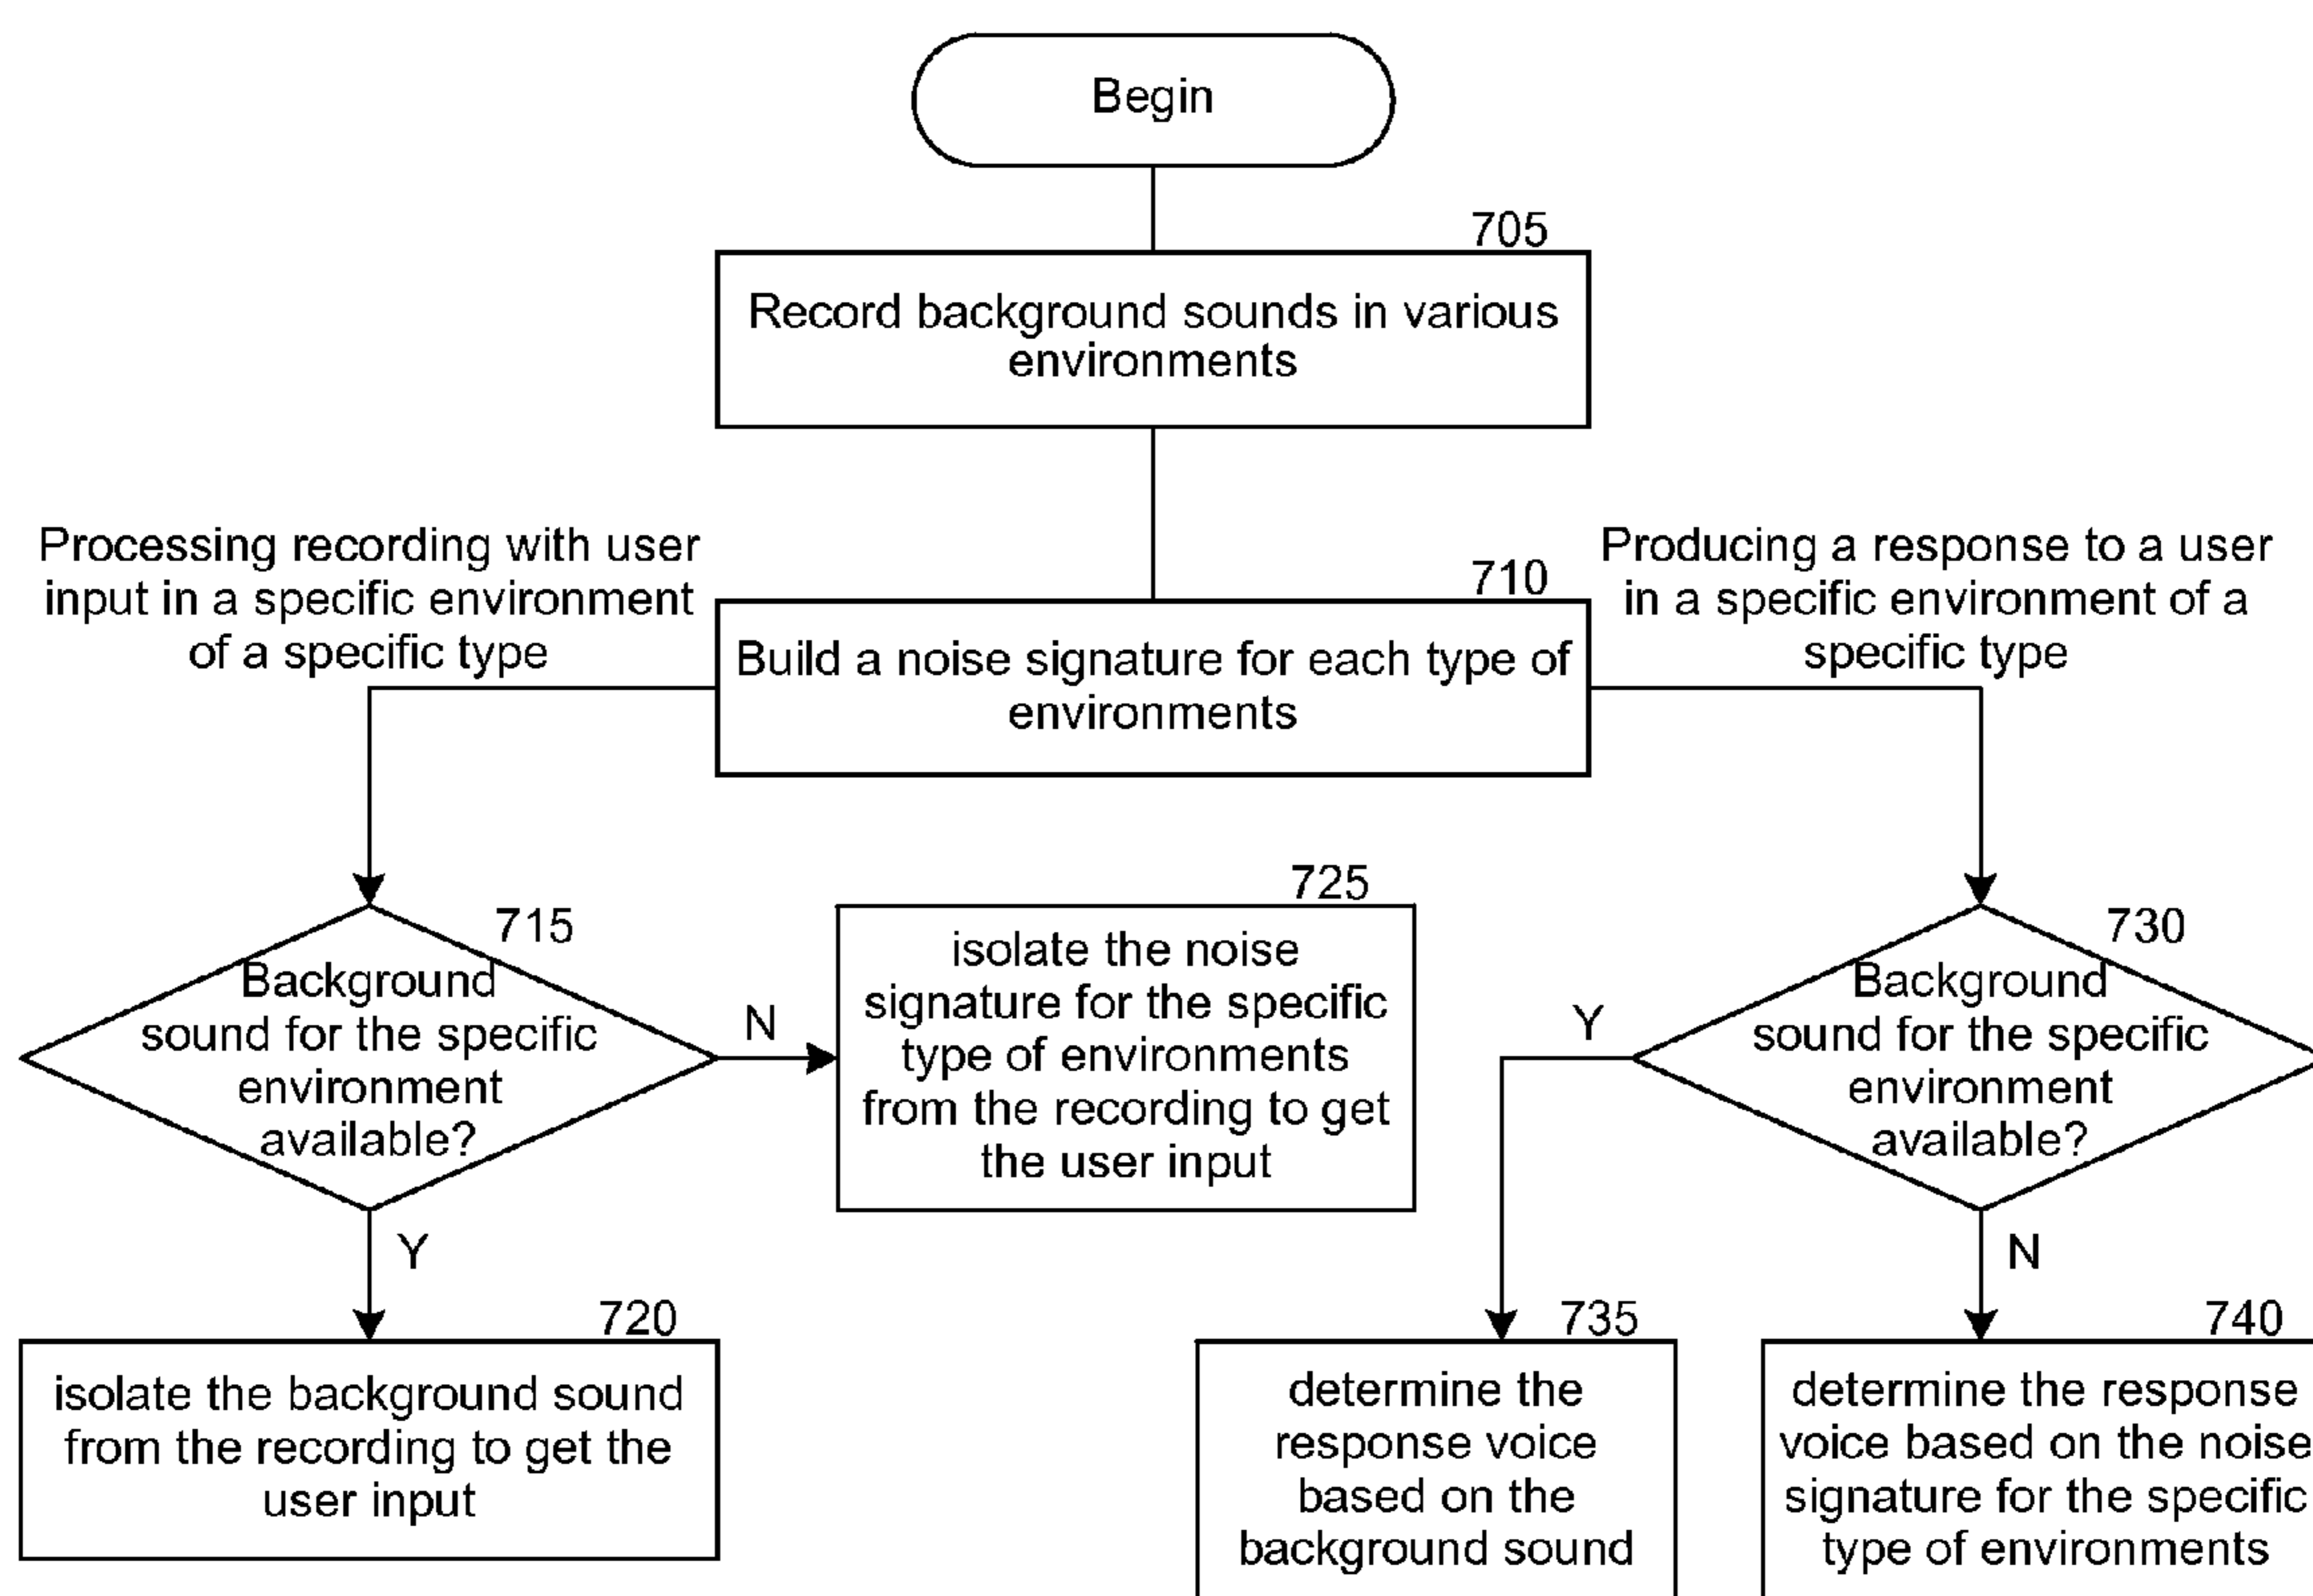 Begin
705
Record background sounds in various
environments
Processing recording with user
input in a specific environment
of a specific type
710
Build a noise signature for each type of
environments
Producing a response to a user
in a specific environment of a
specific type
715
Background
sound for the specific
environment
available?
N
Y
725
isolate the noise
signature for the specific
type of environments
from the recording to get
the user input
720
isolate the background sound
from the recording to get the
user input
730
Background
sound for the specific
environment
available?
Y
N
735
determine the
response voice
based on the
background sound
740
determine the response
voice based on the noise
signature for the specific
type of environments